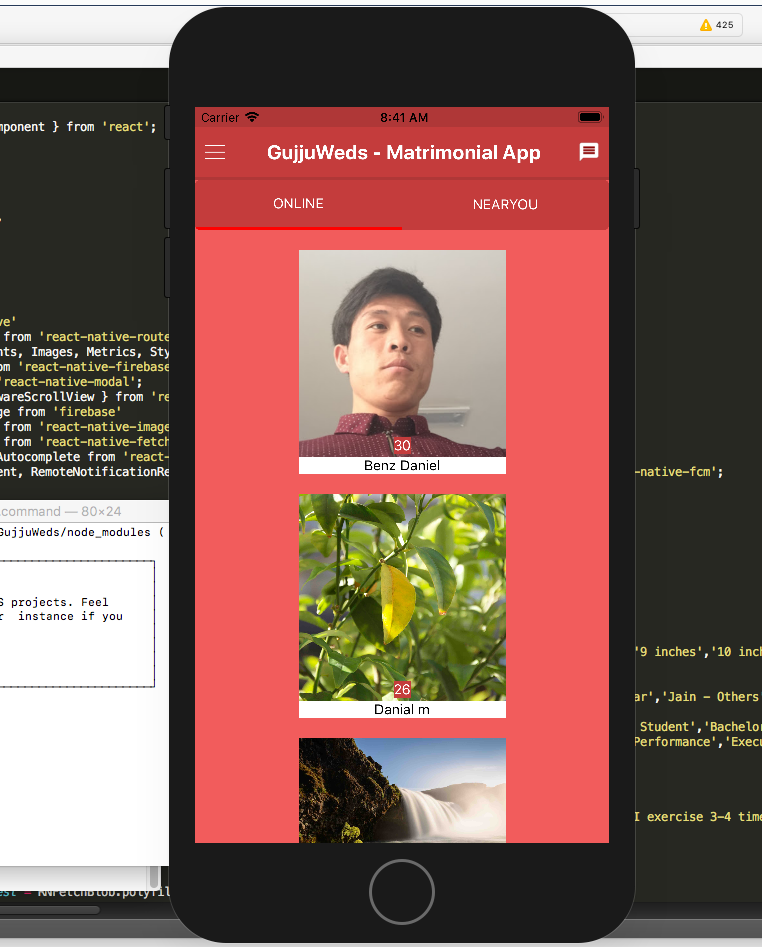 425
mponent } from 'react';
Carrier 8:41 AM
GujjuWeds - Matrimonial App
ONLINE NEARYOU
ve'
from 'react-native-route
nts, Images, Metrics, Sty
om 'react-native-firebase
'react-native-modal';
wareScrollView } from 're
ge from 'firebase'
from 'react-native-image
from 'react-native-fetch
Autocomplete from 'react-
ent, RemoteNotificationRe
-native-fcm';
30
Benz Daniel
command — 80×24
GujjuWeds/node_modules (
S projects. Feel
r instance if you
'9 inches','10 inch
26
Danial m
ar','Jain - Others
Student','Bachelor
Performance','Execu
I exercise 3-4 time
est = RNFetchBlob.polyfil